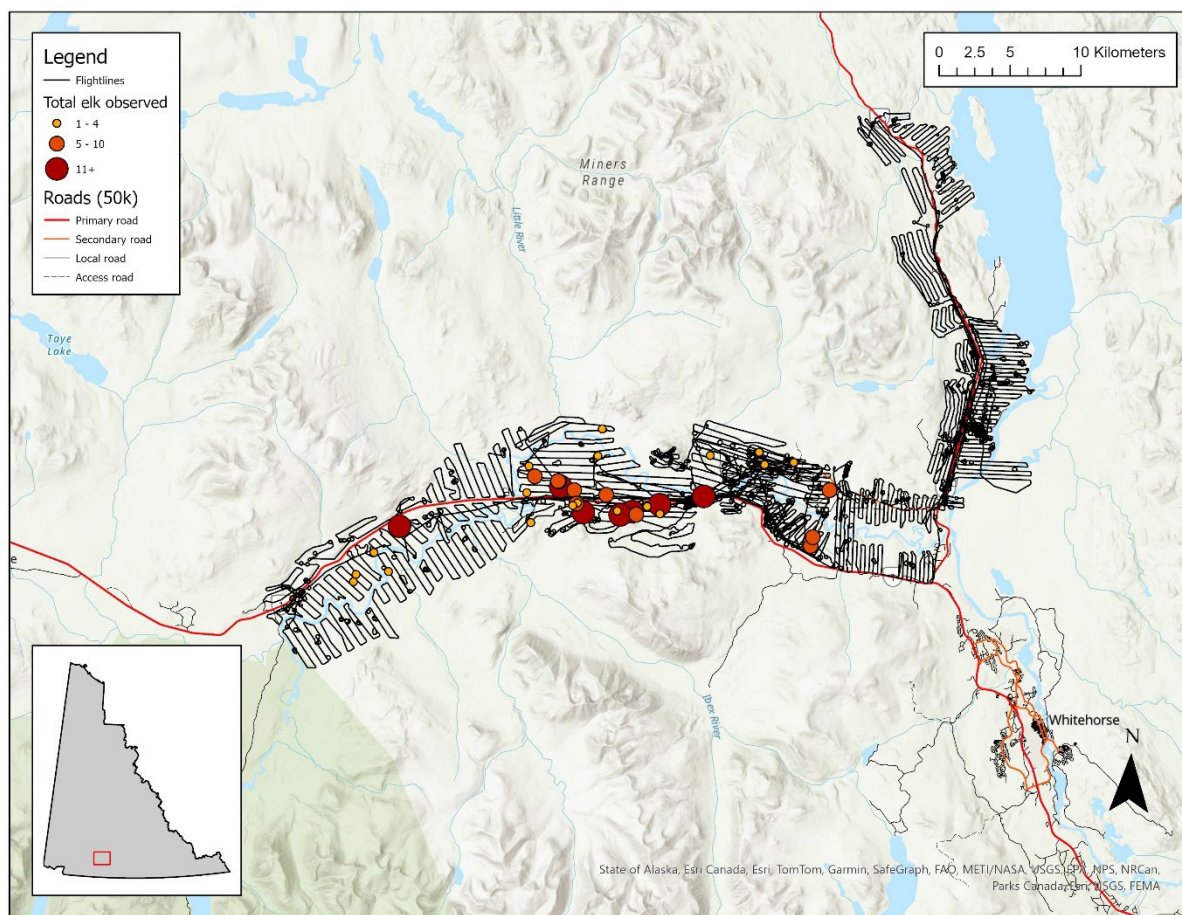 Legend
Flightlines
Total elk observed
1 - 4
5 - 10
11+
Roads (50k)
Primary road
Secondary road
Local road
Access road
0 2.5 5 10 Kilometers
Miners
Range
Little River
Taye
Lake
Ibex River
Whitehorse
N
e
State of Alaska, Esri Canada, Esri, TomTom, Garmin, SafeGraph, FAO, METI/NASA, USGS, EPA, NPS, NRCan,
Parks Canada, Esri, USGS, FEMA